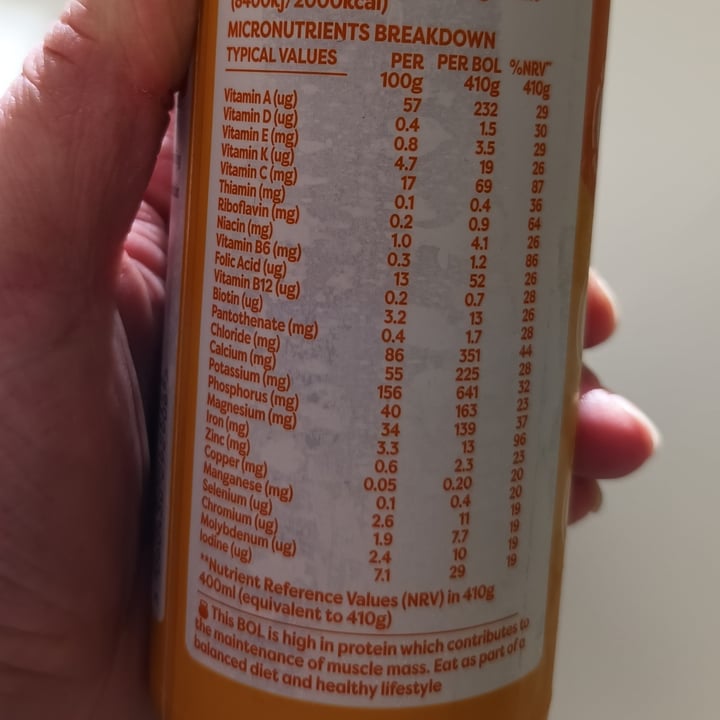 (8400kj/2000kcal)
MICRONUTRIENTS BREAKDOWN
TYPICAL VALUES PER 100g PER BOL 410g %NRV** 410g
Vitamin A (ug) 57 232 29
Vitamin D (ug) 0.4 1.5 30
Vitamin E (mg) 0.8 3.5 29
Vitamin K (ug) 4.7 19 26
Vitamin C (mg) 17 69 87
Thiamin (mg) 0.1 0.4 36
Riboflavin (mg) 0.2 0.9 64
Niacin (mg) 1.0 4.1 26
Vitamin B6 (mg) 0.3 1.2 86
Folic Acid (ug) 13 52 26
Vitamin B12 (ug) 0.2 0.7 28
Biotin (ug) 3.2 13 26
Pantothenate (mg) 0.4 1.7 28
Chloride (mg) 86 351 44
Calcium (mg) 55 225 28
Potassium (mg) 156 641 32
Phosphorus (mg) 40 163 23
Magnesium (mg) 34 139 37
Iron (mg) 3.3 13 96
Zinc (mg) 0.6 2.3 23
Copper (mg) 0.05 0.20 20
Manganese (mg) 0.1 0.4 20
Selenium (ug) 2.6 11 19
Chromium (ug) 1.9 7.7 19
Molybdenum (ug) 2.4 10 19
Iodine (ug) 7.1 29 19
**Nutrient Reference Values (NRV) in 410g
400ml (equivalent to 410g)
This BOL is high in protein which contributes to
the maintenance of muscle mass. Eat as part of a
balanced diet and healthy lifestyle